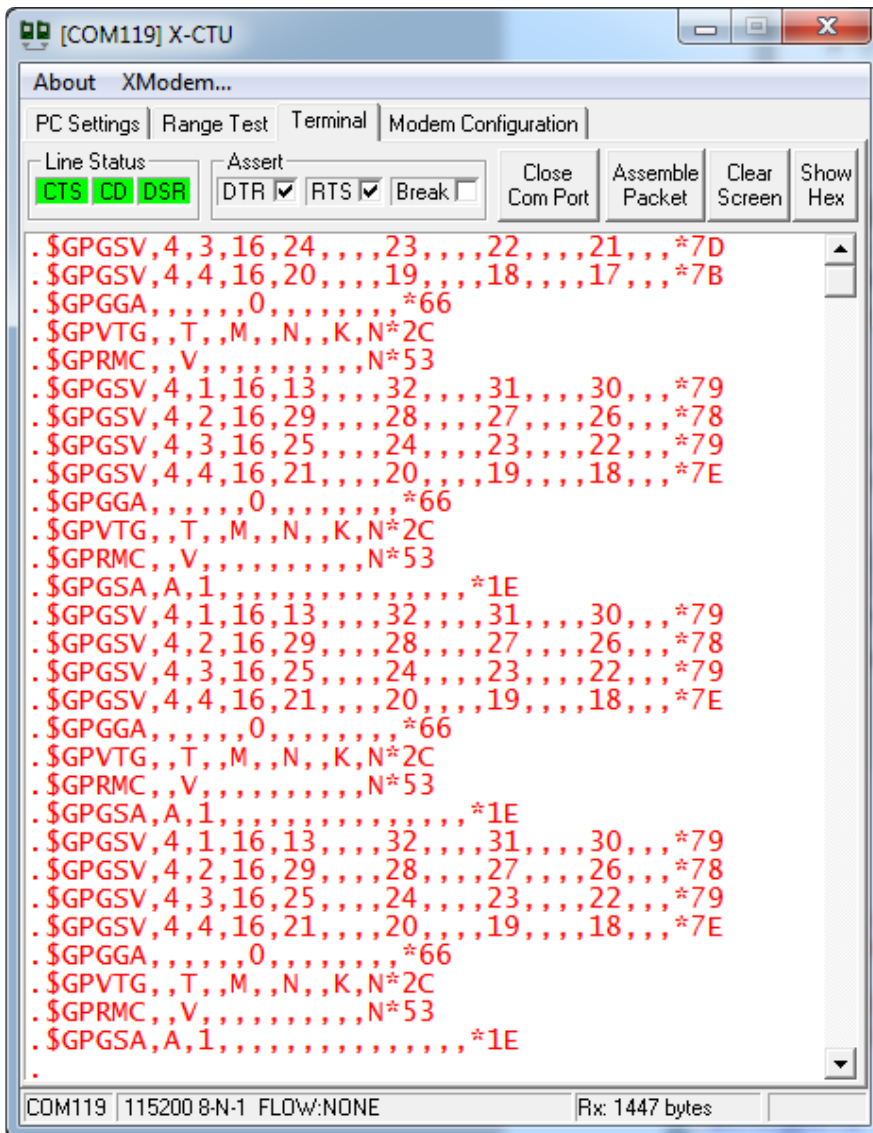 [COM119] X-CTU
About XModem...
PC Settings Range Test Terminal Modem Configuration
Line Status Assert
CTS CD DSR DTR RTS Break Close Com Port Assemble Packet Clear Screen Show Hex
.$GPGSV,4,3,16,24,,,,23,,,,22,,,,21,,,*7D
.$GPGSV,4,4,16,20,,,,19,,,,18,,,,17,,,*7B
.$GPGGA,,,,,,0,,,,,,,,*66
.$GPVTG,,T,,M,,N,,K,N*2C
.$GPRMC,,V,,,,,,,,,,N*53
.$GPGSV,4,1,16,13,,,,32,,,,31,,,,30,,,*79
.$GPGSV,4,2,16,29,,,,28,,,,27,,,,26,,,*78
.$GPGSV,4,3,16,25,,,,24,,,,23,,,,22,,,*79
.$GPGSV,4,4,16,21,,,,20,,,,19,,,,18,,,*7E
.$GPGGA,,,,,,0,,,,,,,,*66
.$GPVTG,,T,,M,,N,,K,N*2C
.$GPRMC,,V,,,,,,,,,,N*53
.$GPGSA,A,1,,,,,,,,,,,,,,,*1E
.$GPGSV,4,1,16,13,,,,32,,,,31,,,,30,,,*79
.$GPGSV,4,2,16,29,,,,28,,,,27,,,,26,,,*78
.$GPGSV,4,3,16,25,,,,24,,,,23,,,,22,,,*79
.$GPGSV,4,4,16,21,,,,20,,,,19,,,,18,,,*7E
.$GPGGA,,,,,,0,,,,,,,,*66
.$GPVTG,,T,,M,,N,,K,N*2C
.$GPRMC,,V,,,,,,,,,,N*53
.$GPGSA,A,1,,,,,,,,,,,,,,,*1E
.$GPGSV,4,1,16,13,,,,32,,,,31,,,,30,,,*79
.$GPGSV,4,2,16,29,,,,28,,,,27,,,,26,,,*78
.$GPGSV,4,3,16,25,,,,24,,,,23,,,,22,,,*79
.$GPGSV,4,4,16,21,,,,20,,,,19,,,,18,,,*7E
.$GPGGA,,,,,,0,,,,,,,,*66
.$GPVTG,,T,,M,,N,,K,N*2C
.$GPRMC,,V,,,,,,,,,,N*53
.$GPGSA,A,1,,,,,,,,,,,,,,,*1E
.
COM119 115200 8-N-1 FLOW:NONE Rx: 1447 bytes